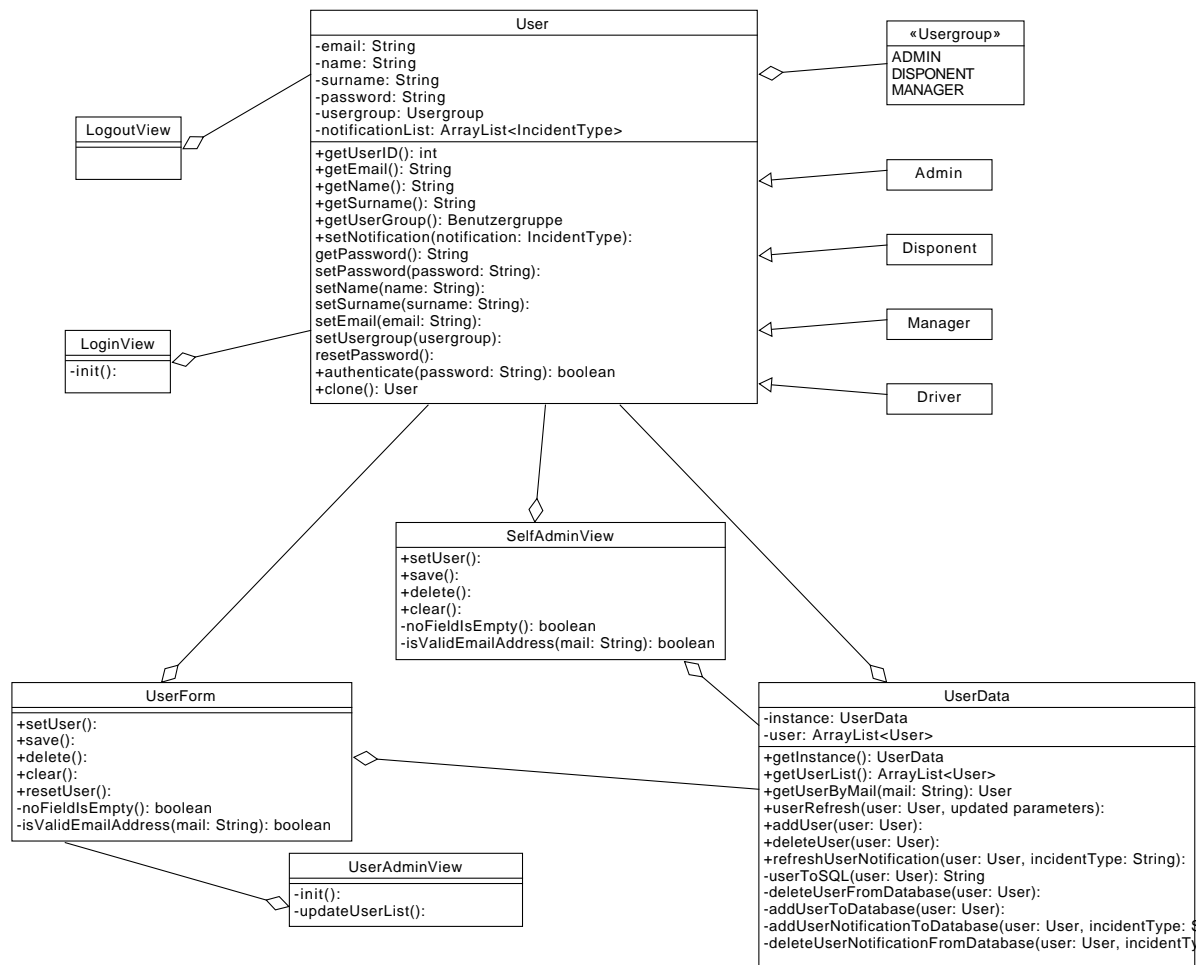 User
-email: String
-name: String
-surname: String
-password: String
-usergroup: Usergroup
-notificationList: ArrayList<IncidentType>
+getUserID(): int
+getEmail(): String
+getName(): String
+getSurname(): String
+getUserGroup(): Benutzergruppe
+setNotification(notification: IncidentType):
getPassword(): String
setPassword(password: String):
setName(name: String):
setSurname(surname: String):
setEmail(email: String):
setUsergroup(usergroup):
resetPassword():
+authenticate(password: String): boolean
+clone(): User
«Usergroup»
ADMIN
DISPONENT
MANAGER
LogoutView
Admin
Disponent
Manager
Driver
LoginView
-init():
SelfAdminView
+setUser():
+save():
+delete():
+clear():
-noFieldIsEmpty(): boolean
-isValidEmailAddress(mail: String): boolean
UserForm
+setUser():
+save():
+delete():
+clear():
+resetUser():
-noFieldIsEmpty(): boolean
-isValidEmailAddress(mail: String): boolean
UserData
-instance: UserData
-user: ArrayList<User>
+getInstance(): UserData
+getUserList(): ArrayList<User>
+getUserByMail(mail: String): User
+userRefresh(user: User, updated parameters):
+addUser(user: User):
+deleteUser(user: User):
+refreshUserNotification(user: User, incidentType: String):
-userToSQL(user: User): String
-deleteUserFromDatabase(user: User):
-addUserToDatabase(user: User):
-addUserNotificationToDatabase(user: User, incidentType: S
-deleteUserNotificationFromDatabase(user: User, incidentTy
UserAdminView
-init():
-updateUserList():